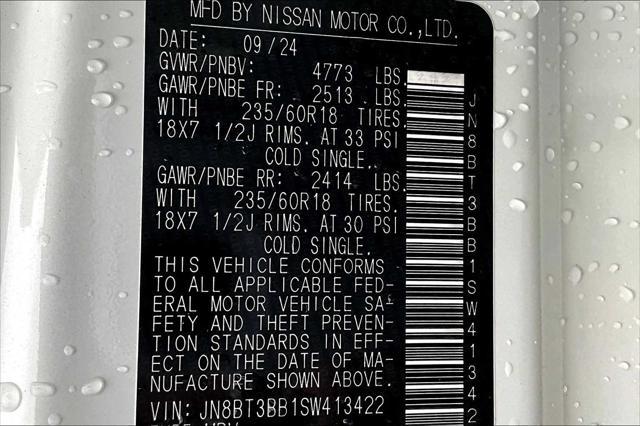 MFD BY NISSAN MOTOR CO.,LTD.
DATE: 09/24
GVWR/PNBV: 4773 LBS.
GAWR/PNBE FR: 2513 LBS.
WITH 235/60R18 TIRES.
18X7 1/2J RIMS. AT 33 PSI
COLD SINGLE.
GAWR/PNBE RR: 2414 LBS.
WITH 235/60R18 TIRES.
18X7 1/2J RIMS. AT 30 PSI
COLD SINGLE.
THIS VEHICLE CONFORMS
TO ALL APPLICABLE FED-
ERAL MOTOR VEHICLE SA-
FETY AND THEFT PREVEN-
TION STANDARDS IN EFF-
ECT ON THE DATE OF MA-
NUFACTURE SHOWN ABOVE.
VIN: JN8BT3BB1SW413422
JN8BT3BB1SW41342